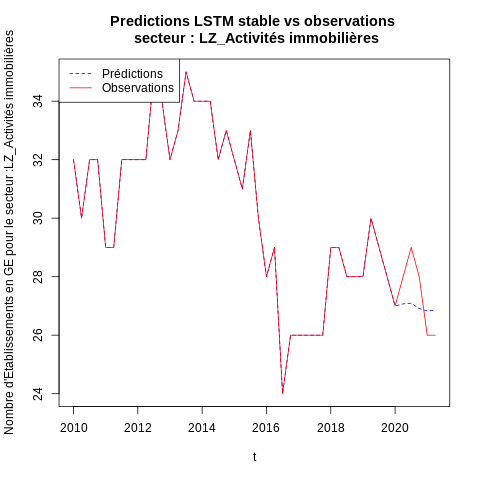 Predictions LSTM stable vs observations
secteur : LZ_Activités immobilières
Nombre d'Etablissements en GE pour le secteur :LZ_Activités immobilières
Prédictions
Observations
34
32
30
28
26
24
2010
2012
2014
2016
2018
2020
t